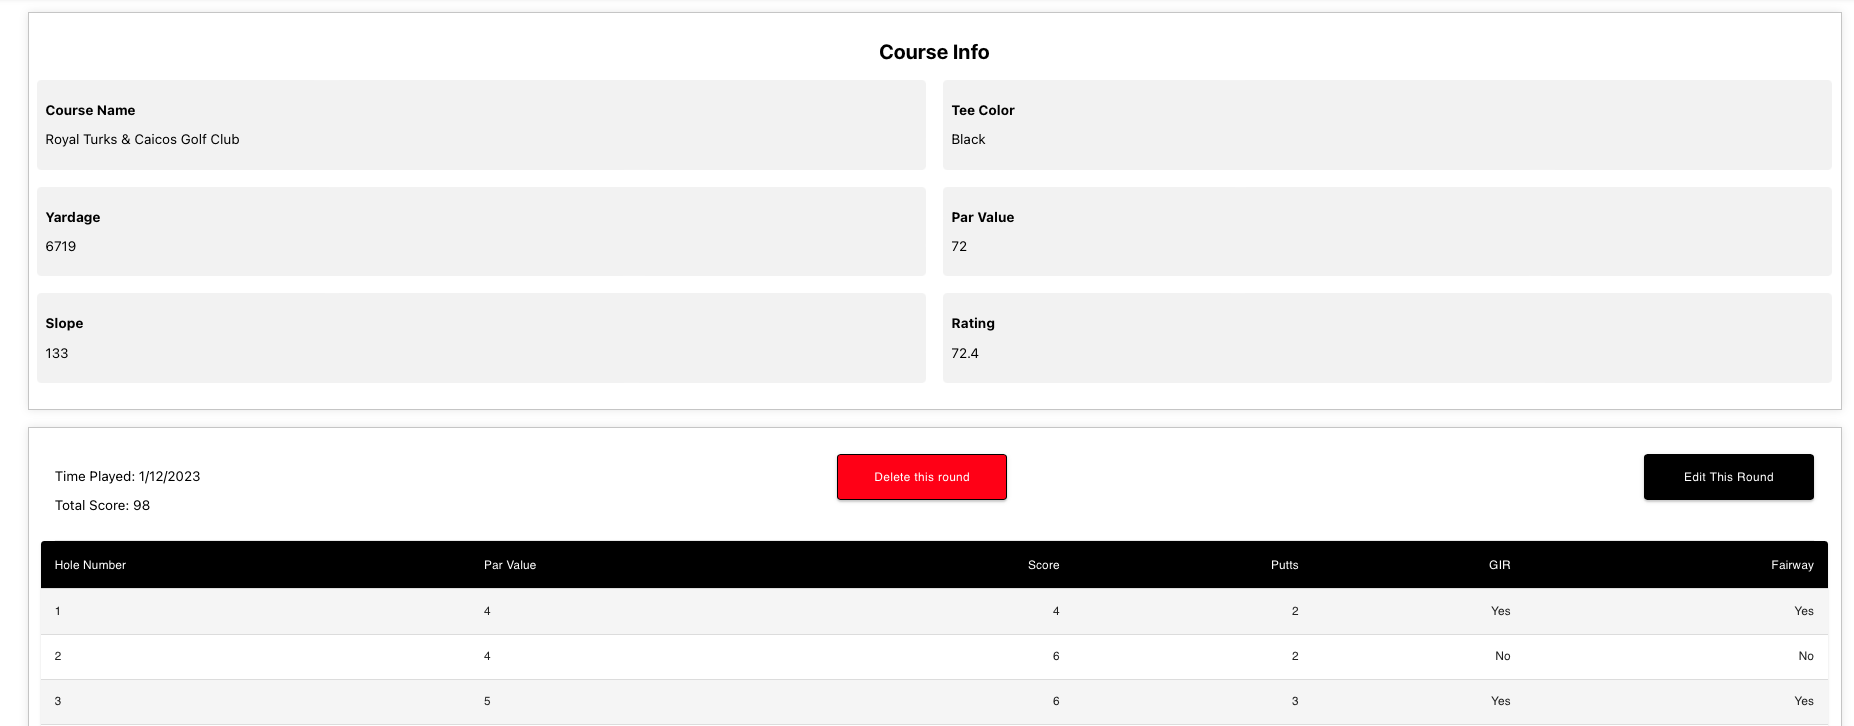 Course Info
Course Name
Royal Turks & Caicos Golf Club
Tee Color
Black
Yardage
6719
Par Value
72
Slope
133
Rating
72.4
Time Played: 1/12/2023
Total Score: 98
Delete this round
Edit This Round
Hole Number Par Value Score Putts GIR Fairway
1 4 4 2 Yes Yes
2 4 6 2 No No
3 5 6 3 Yes Yes